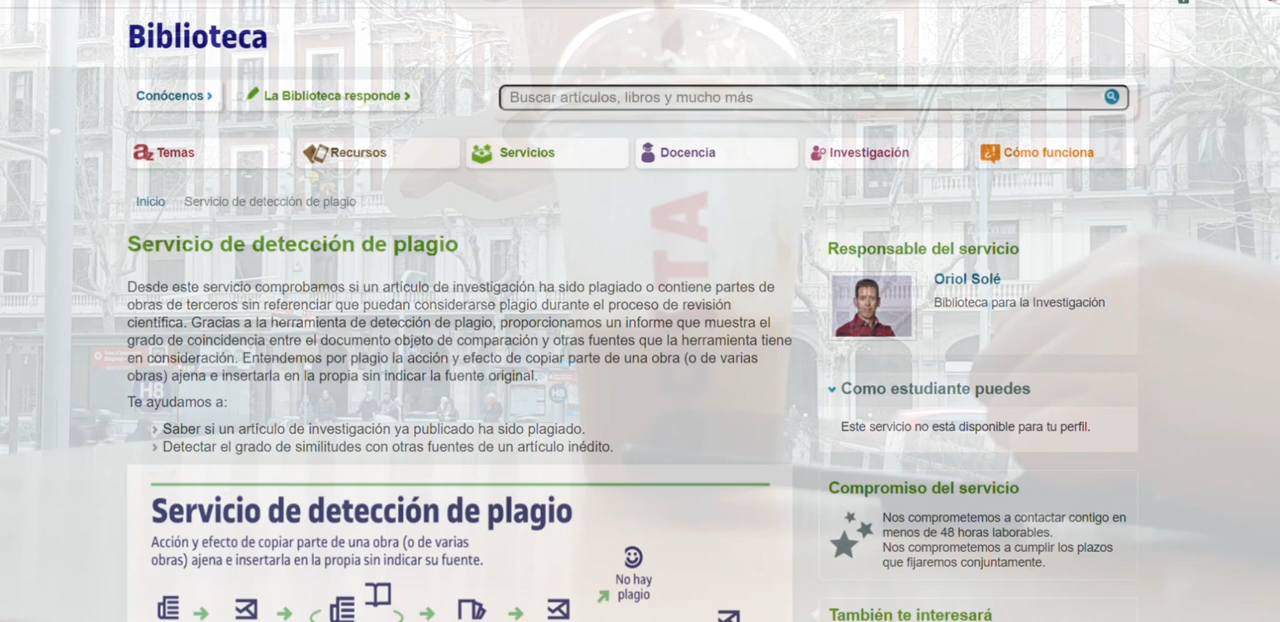 Biblioteca
Conócenos ›
La Biblioteca responde ›
Buscar artículos, libros y mucho más
Temas
Recursos
Servicios
Docencia
Investigación
Cómo funciona
Inicio
Servicio de detección de plagio
Servicio de detección de plagio
Desde este servicio comprobamos si un artículo de investigación ha sido plagiado o contiene partes de
obras de terceros sin referenciar que puedan considerarse plagio durante el proceso de revisión
científica. Gracias a la herramienta de detección de plagio, proporcionamos un informe que muestra el
grado de coincidencia entre el documento objeto de comparación y otras fuentes que la herramienta tiene
en consideración. Entendemos por plagio la acción y efecto de copiar parte de una obra (o de varias
obras) ajena e insertarla en la propia sin indicar la fuente original.
Te ayudamos a:
› Saber si un artículo de investigación ya publicado ha sido plagiado.
› Detectar el grado de similitudes con otras fuentes de un artículo inédito.
Servicio de detección de plagio
Acción y efecto de copiar parte de una obra (o de varias
obras) ajena e insertarla en la propia sin indicar su fuente.
No hay
plagio
Responsable del servicio
Oriol Solé
Biblioteca para la Investigación
Como estudiante puedes
Este servicio no está disponible para tu perfil.
Compromiso del servicio
Nos comprometemos a contactar contigo en
menos de 48 horas laborables.
Nos comprometemos a cumplir los plazos
que fijaremos conjuntamente.
También te interesará
TA
H8